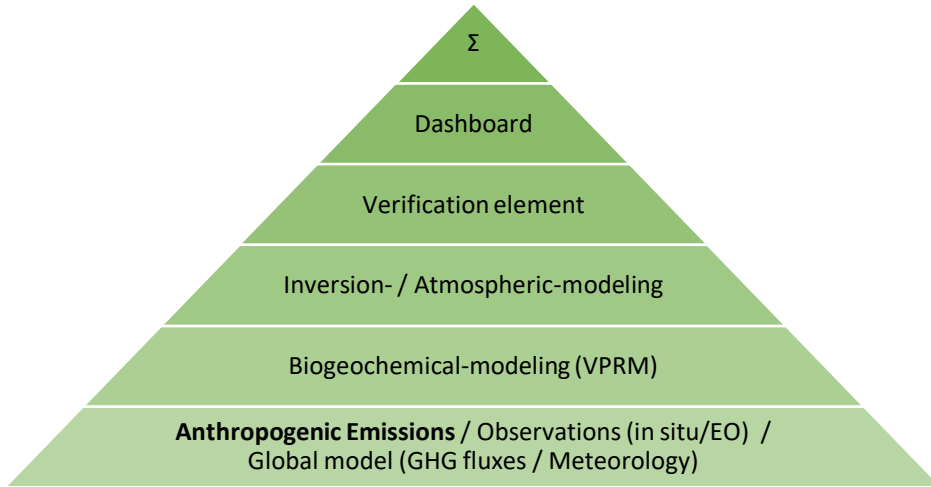 Σ
Dashboard
Verification element
Inversion- / Atmospheric-modeling
Biogeochemical-modeling (VPRM)
Anthropogenic Emissions / Observations (in situ/EO) /
Global model (GHG fluxes / Meteorology)